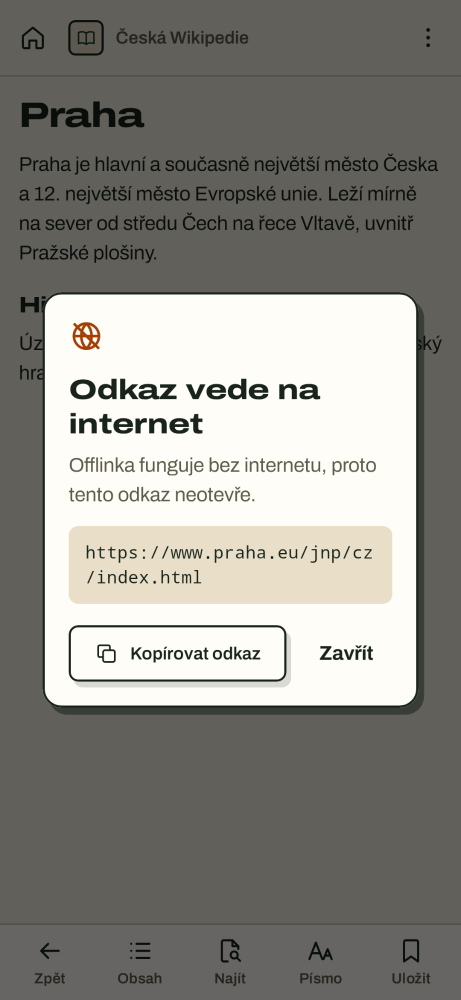 Česká Wikipedie
Praha
Praha je hlavní a současně největší město Česka
a 12. největší město Evropské unie. Leží mírně
na sever od středu Čech na řece Vltavě, uvnitř
Pražské plošiny.
Odkaz vede na
internet
Offlinka funguje bez internetu, proto
tento odkaz neotevře.
https://www.praha.eu/jnp/cz
/index.html
Kopírovat odkaz
Zavřít
Zpět
Obsah
Najít
Písmo
Uložit